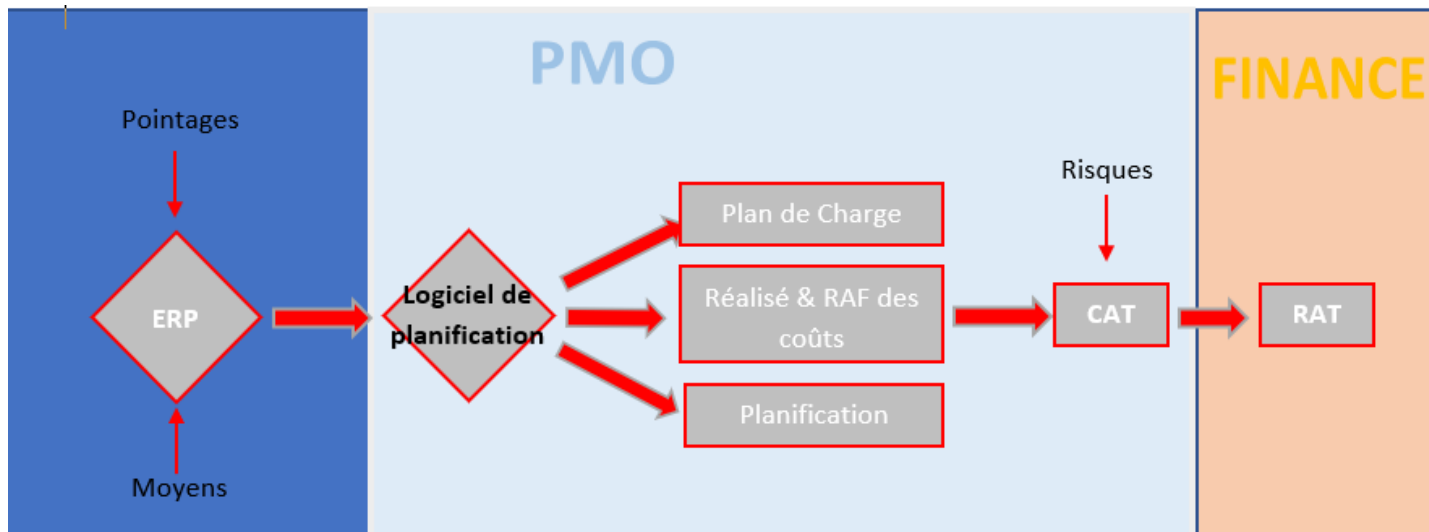 PMO
FINANCE
Pointages
ERP
Moyens
Logiciel de
planification
Plan de Charge
Réalisé & RAF des
coûts
Planification
Risques
CAT
RAT